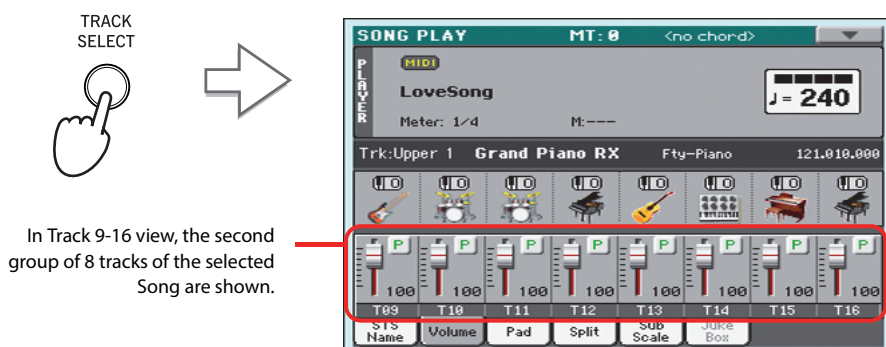 TRACK
SELECT
SONG PLAY MT: 0 <no chord>
PLAYER
MIDI
LoveSong
♩= 240
Meter: 1/4 M:---
Trk:Upper 1 Grand Piano RX Fty-Piano 121.010.000
In Track 9-16 view, the second
group of 8 tracks of the selected
Song are shown.
P P P P P P P P
100 100 100 100 100 100 100 100
T09 T10 T11 T12 T13 T14 T15 T16
STS Name Volume Pad Split Sub Scale Juke Box